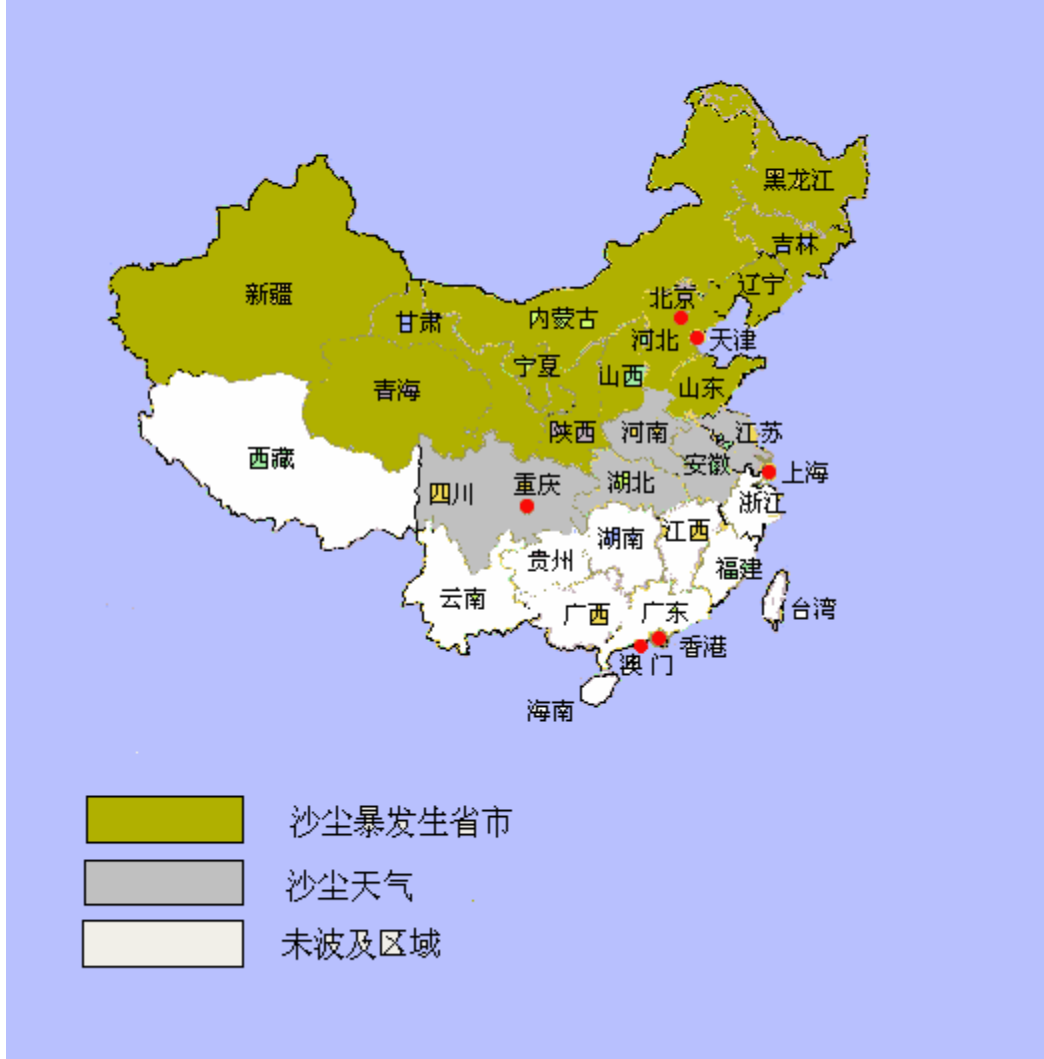 黑龙江
吉林
辽宁
新疆
北京
甘肃
内蒙古
河北
天津
宁夏
山西
青海
山东
陕西
河南
江苏
西藏
安徽
上海
四川
重庆
湖北
浙江
湖南
江西
贵州
福建
云南
广西
广东
台湾
香港
澳门
海南
沙尘暴发生省市
沙尘天气
未波及区域